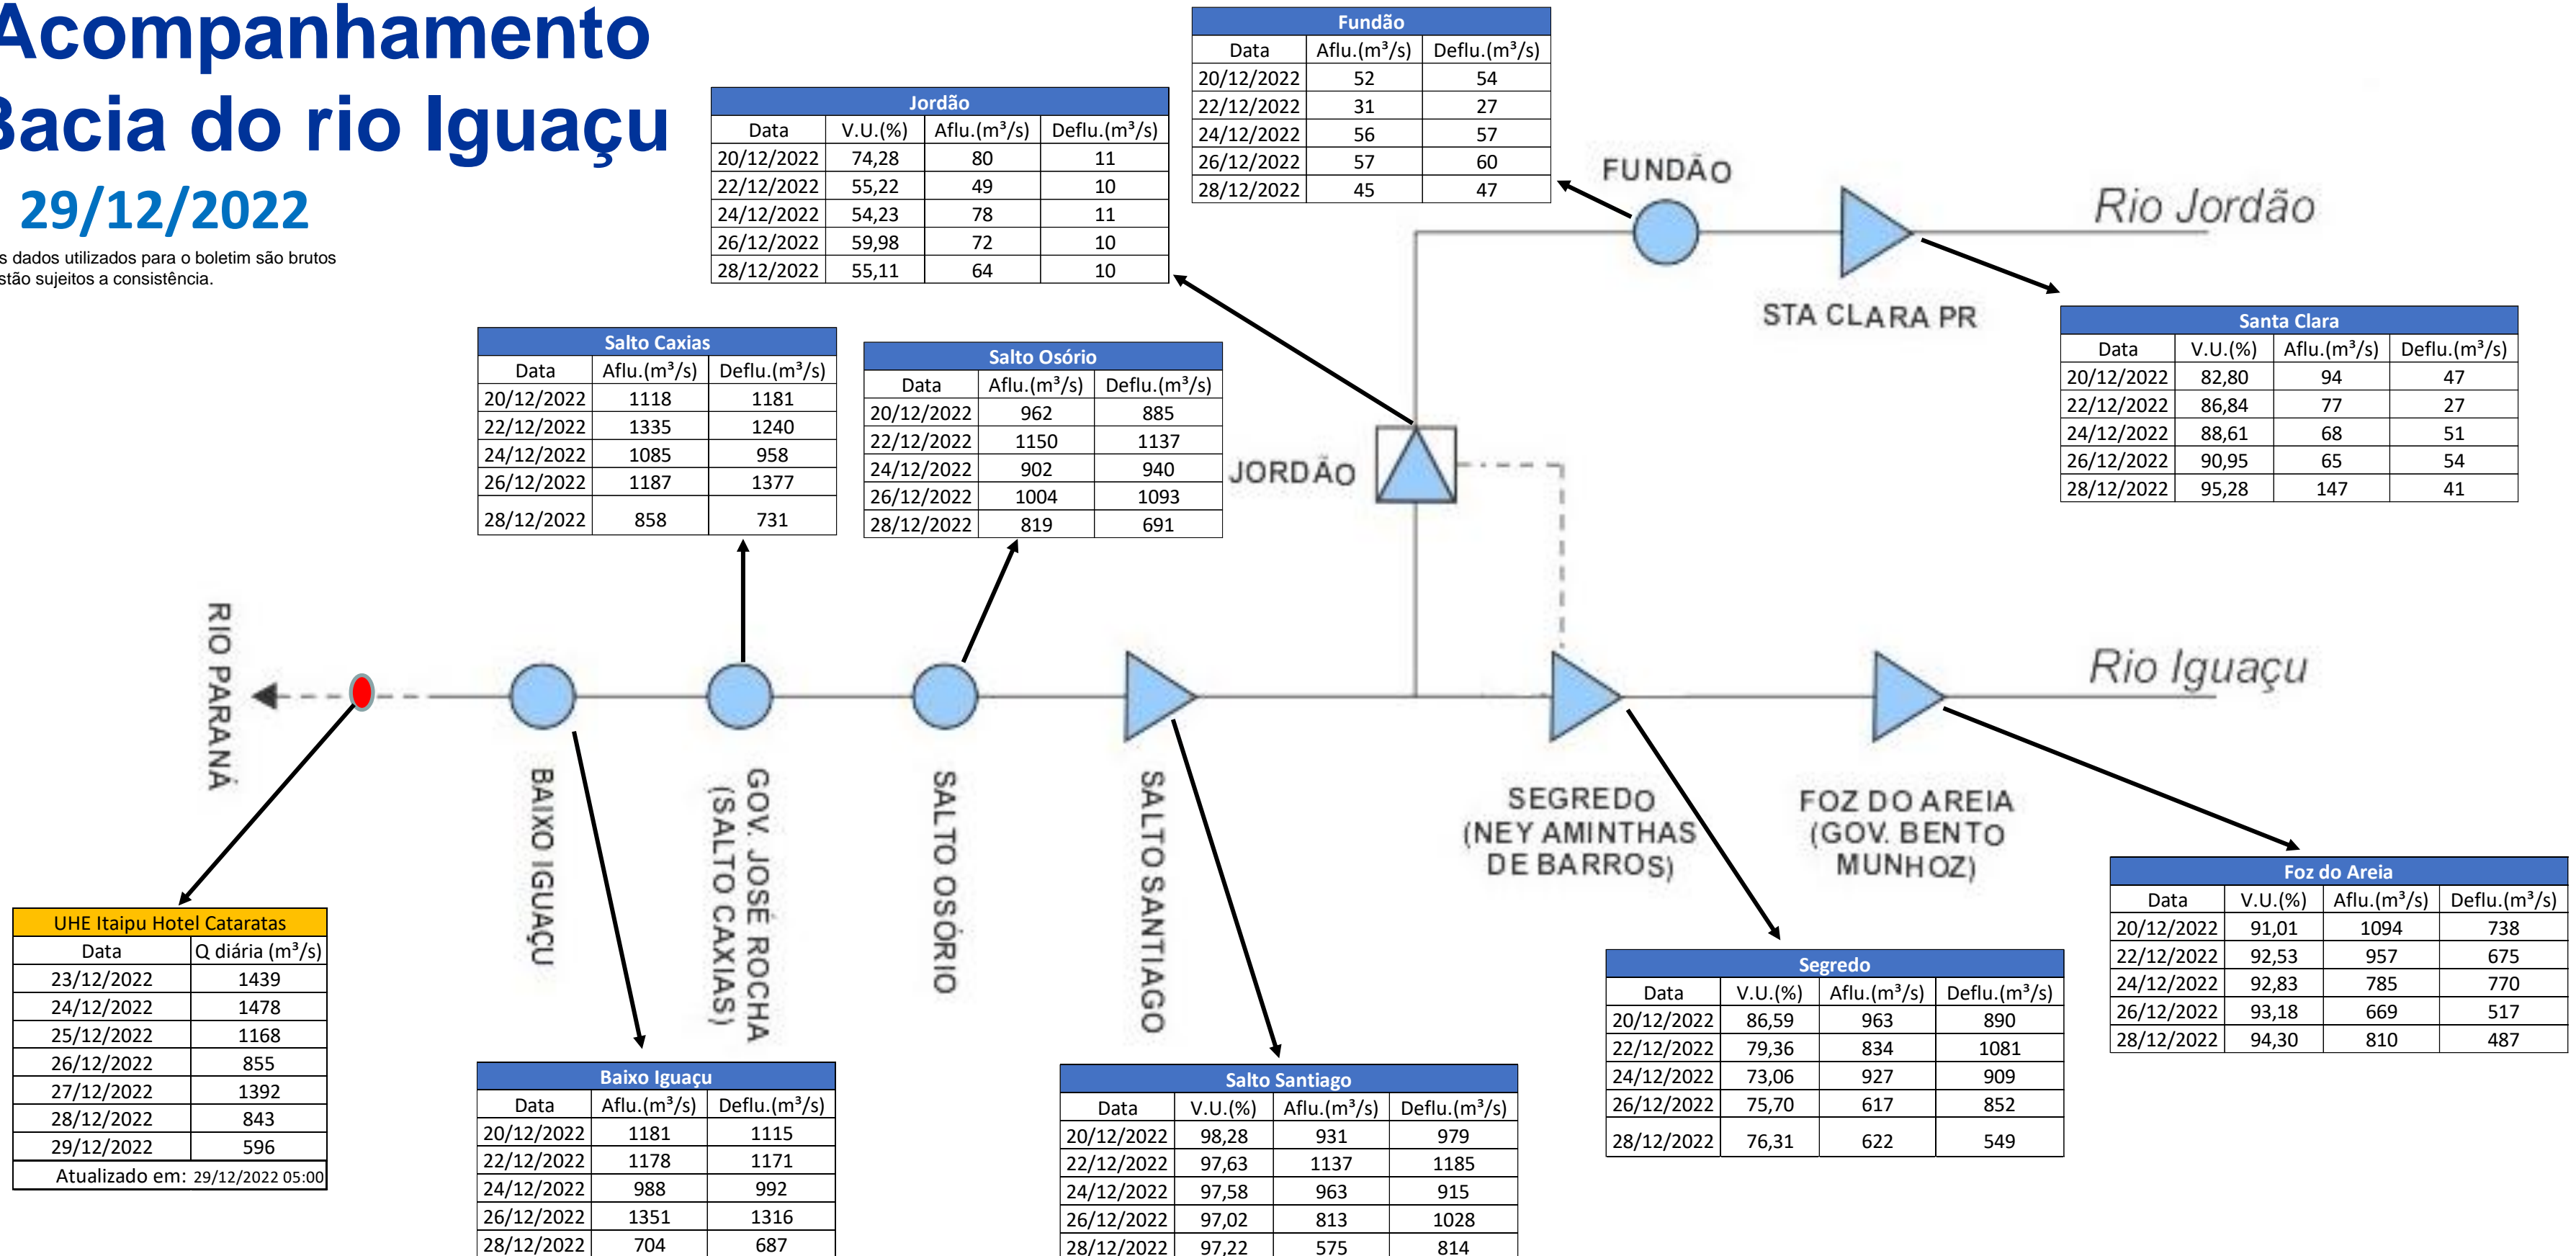 Acompanhamento
Bacia do rio Iguaçu
29/12/2022
s dados utilizados para o boletim são brutos
stão sujeitos a consistência.
Fundão
Data Aflu.(m³/s) Deflu.(m³/s)
20/12/2022 52 54
22/12/2022 31 27
24/12/2022 56 57
26/12/2022 57 60
28/12/2022 45 47
Jordão
Data V.U.(%) Aflu.(m³/s) Deflu.(m³/s)
20/12/2022 74,28 80 11
22/12/2022 55,22 49 10
24/12/2022 54,23 78 11
26/12/2022 59,98 72 10
28/12/2022 55,11 64 10
FUNDÃO
Rio Jordão
STA CLARA PR
Santa Clara
Data V.U.(%) Aflu.(m³/s) Deflu.(m³/s)
20/12/2022 82,80 94 47
22/12/2022 86,84 77 27
24/12/2022 88,61 68 51
26/12/2022 90,95 65 54
28/12/2022 95,28 147 41
Salto Caxias
Data Aflu.(m³/s) Deflu.(m³/s)
20/12/2022 1118 1181
22/12/2022 1335 1240
24/12/2022 1085 958
26/12/2022 1187 1377
28/12/2022 858 731
Salto Osório
Data Aflu.(m³/s) Deflu.(m³/s)
20/12/2022 962 885
22/12/2022 1150 1137
24/12/2022 902 940
26/12/2022 1004 1093
28/12/2022 819 691
JORDÃO
RIO PARANÁ
Rio Iguaçu
BAIXO IGUAÇU
GOV. JOSÉ ROCHA
(SALTO CAXIAS)
SALTO OSÓRIO
SALTO SANTIAGO
SEGREDO
(NEY AMINTHAS
DE BARROS)
FOZ DO AREIA
(GOV. BENTO
MUNHOZ)
Foz do Areia
Data V.U.(%) Aflu.(m³/s) Deflu.(m³/s)
20/12/2022 91,01 1094 738
22/12/2022 92,53 957 675
24/12/2022 92,83 785 770
26/12/2022 93,18 669 517
28/12/2022 94,30 810 487
UHE Itaipu Hotel Cataratas
Data Q diária (m³/s)
23/12/2022 1439
24/12/2022 1478
25/12/2022 1168
26/12/2022 855
27/12/2022 1392
28/12/2022 843
29/12/2022 596
Atualizado em: 29/12/2022 05:00
Segredo
Data V.U.(%) Aflu.(m³/s) Deflu.(m³/s)
20/12/2022 86,59 963 890
22/12/2022 79,36 834 1081
24/12/2022 73,06 927 909
26/12/2022 75,70 617 852
28/12/2022 76,31 622 549
Baixo Iguaçu
Data Aflu.(m³/s) Deflu.(m³/s)
20/12/2022 1181 1115
22/12/2022 1178 1171
24/12/2022 988 992
26/12/2022 1351 1316
28/12/2022 704 687
Salto Santiago
Data V.U.(%) Aflu.(m³/s) Deflu.(m³/s)
20/12/2022 98,28 931 979
22/12/2022 97,63 1137 1185
24/12/2022 97,58 963 915
26/12/2022 97,02 813 1028
28/12/2022 97,22 575 814